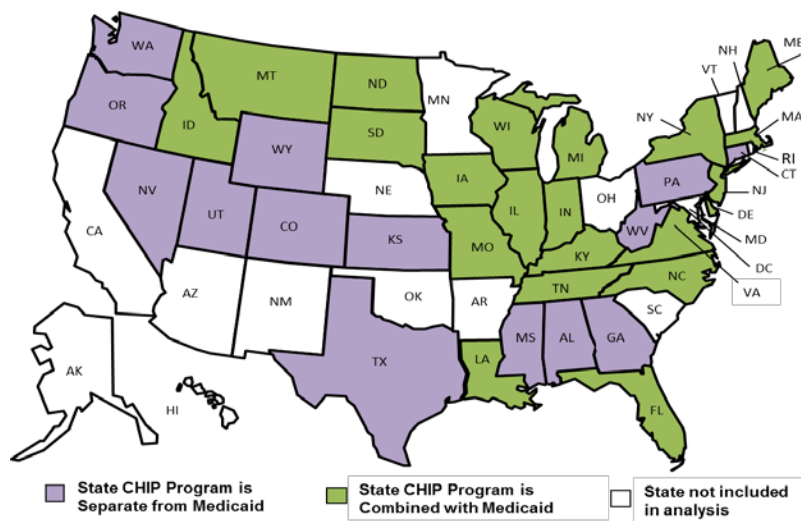 WA
MT
ND
MN
VT
NH
ME
OR
ID
SD
WI
NY
MA
WY
MI
RI
CT
NV
NE
IA
PA
NJ
UT
CO
IL
IN
OH
DE
CA
KS
MO
WV
MD
KY
DC
VA
AZ
NM
OK
AR
TN
NC
SC
TX
MS
AL
GA
LA
AK
HI
FL
State CHIP Program is
Separate from Medicaid
State CHIP Program is
Combined with Medicaid
State not included
in analysis